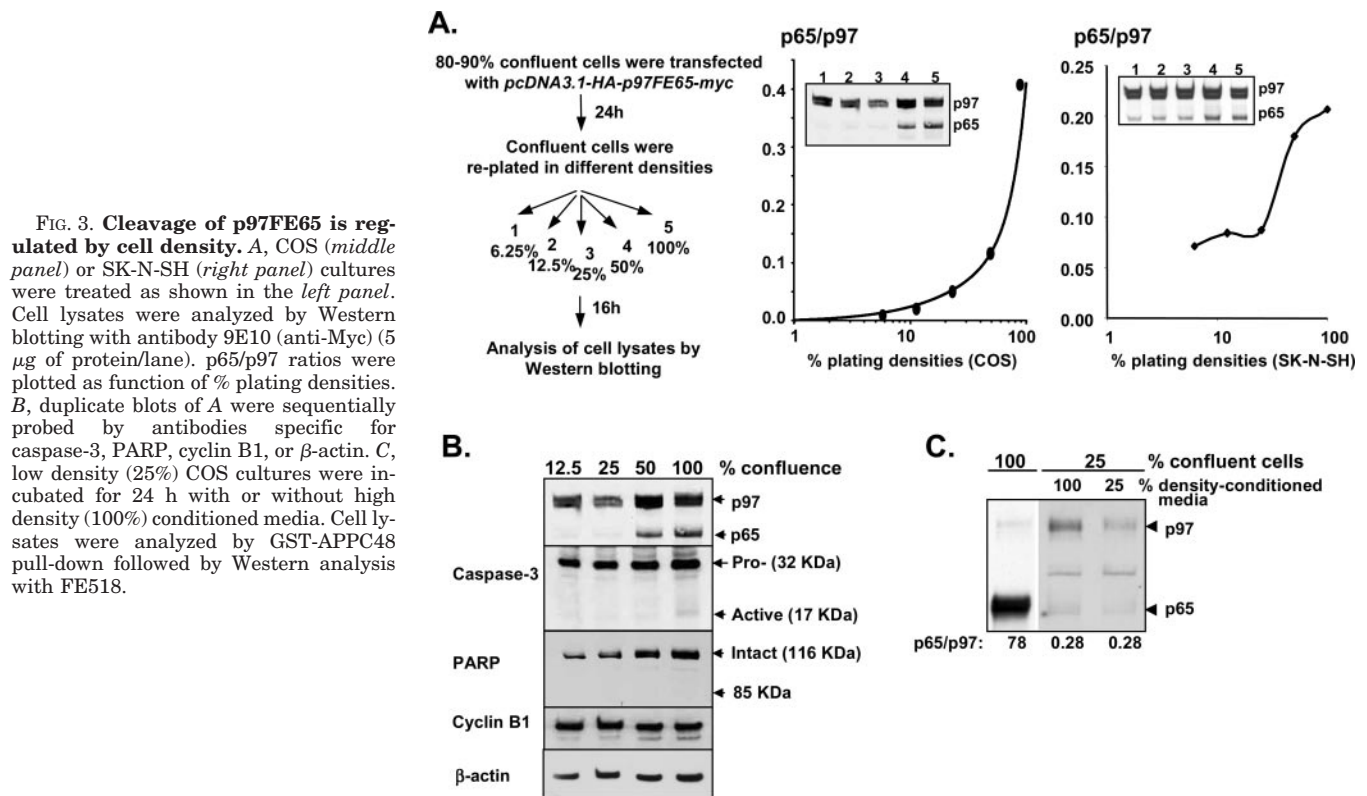 FIG. 3. Cleavage of p97FE65 is reg-
ulated by cell density. A, COS (middle
panel) or SK-N-SH (right panel) cultures
were treated as shown in the left panel.
Cell lysates were analyzed by Western
blotting with antibody 9E10 (anti-Myc) (5
μg of protein/lane). p65/p97 ratios were
plotted as function of % plating densities.
B, duplicate blots of A were sequentially
probed by antibodies specific for
caspase-3, PARP, cyclin B1, or β-actin. C,
low density (25%) COS cultures were in-
cubated for 24 h with or without high
density (100%) conditioned media. Cell ly-
sates were analyzed by GST-APPC48
pull-down followed by Western analysis
with FE518.
A.
80-90% confluent cells were transfected
with pcDNA3.1-HA-p97FE65-myc
24h
Confluent cells were
re-plated in different densities
1 2 3 4 5
6.25% 12.5% 25% 50% 100%
16h
Analysis of cell lysates by
Western blotting
p65/p97
0.4
0.3
0.2
0.1
0.0
1 2 3 4 5
p97
p65
1 10 100
% plating densities (COS)
p65/p97
0.25
0.20
0.15
0.10
0.05
0.00
1 2 3 4 5
p97
p65
1 10 100
% plating densities (SK-N-SH)
B.
12.5 25 50 100 % confluence
p97
p65
Caspase-3
Pro- (32 KDa)
Active (17 KDa)
PARP
Intact (116 KDa)
85 KDa
Cyclin B1
β-actin
C.
100 25 % confluent cells
100 25 % density-conditioned
media
p97
p65
p65/p97: 78 0.28 0.28